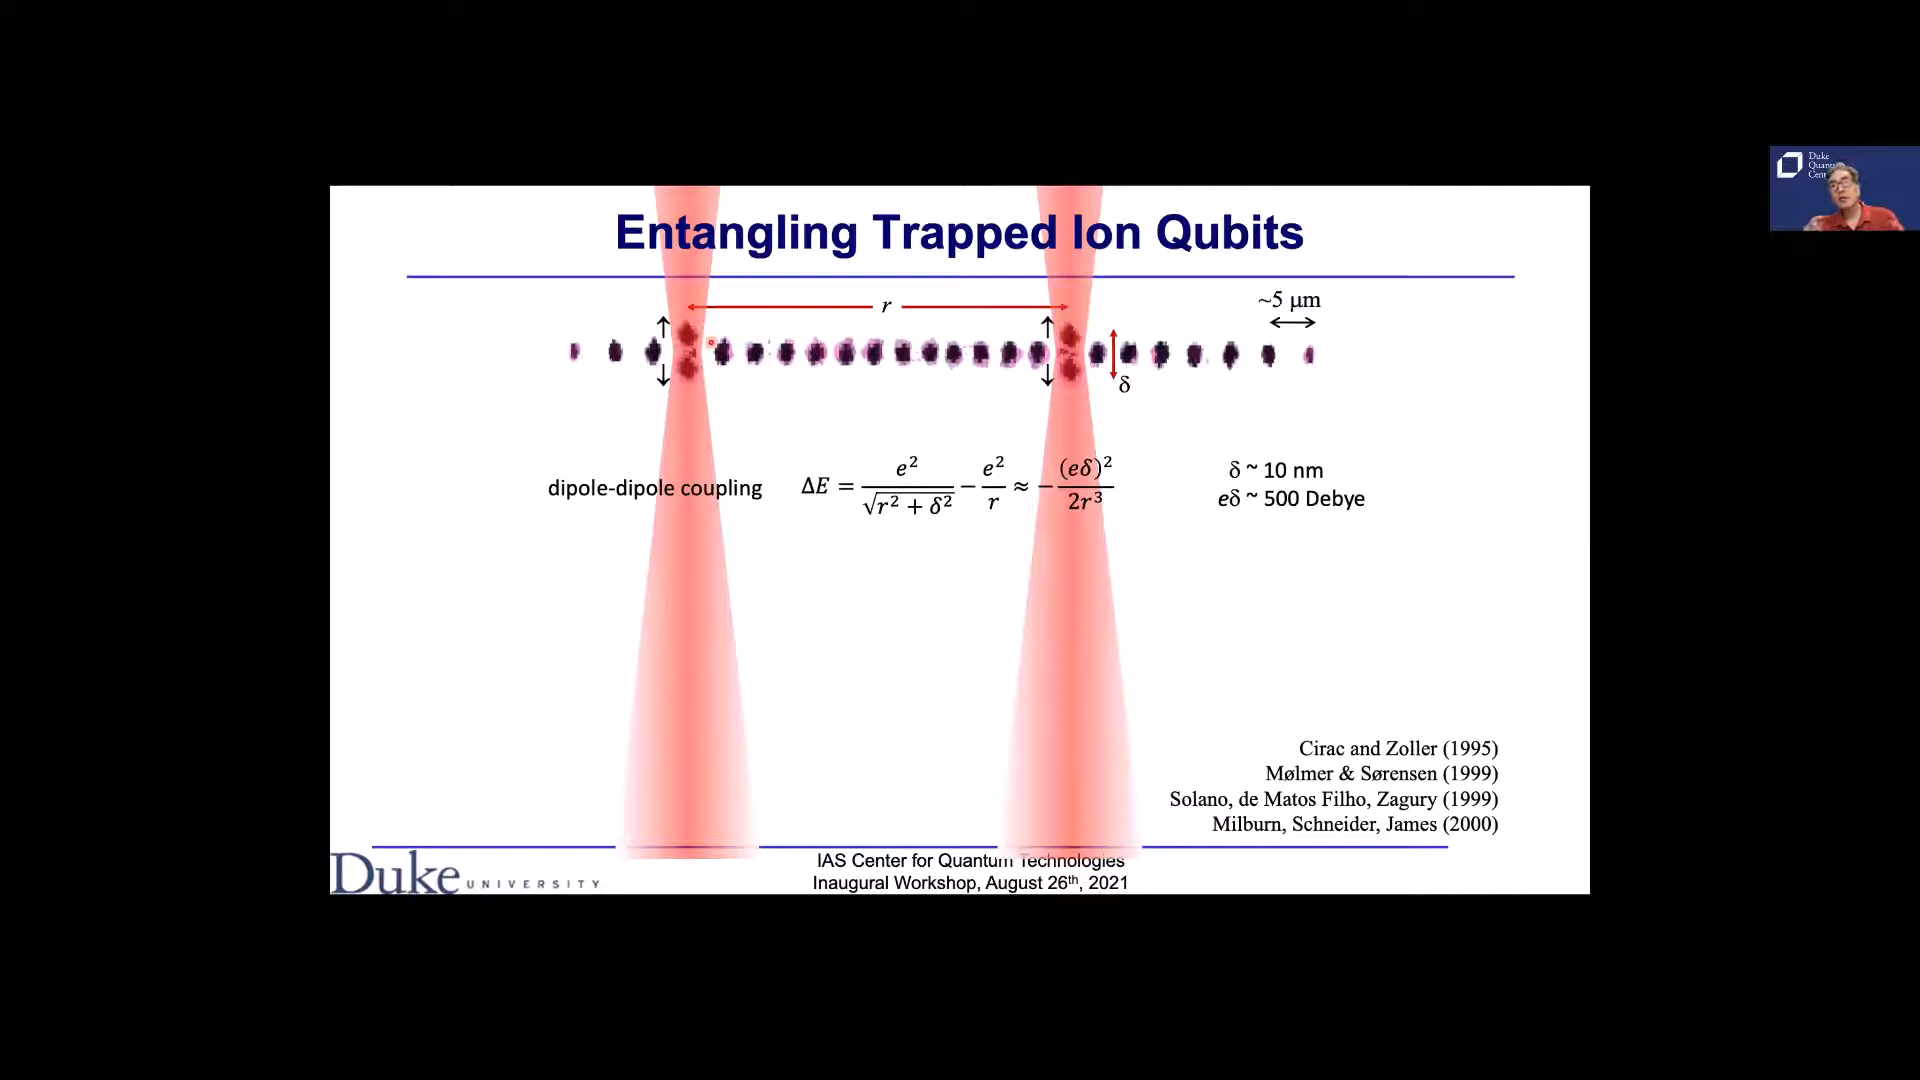 Duke
Entangling Trapped Ion Qubits
r
~5 μm
δ
dipole-dipole coupling
ΔE = e²/√(r² + δ²) − e²/r ≈ − (eδ)²/2r³
δ ~ 10 nm
eδ ~ 500 Debye
Cirac and Zoller (1995)
Mølmer & Sørensen (1999)
Solano, de Matos Filho, Zagury (1999)
Milburn, Schneider, James (2000)
Duke UNIVERSITY
IAS Center for Quantum Technologies
Inaugural Workshop, August 26th, 2021